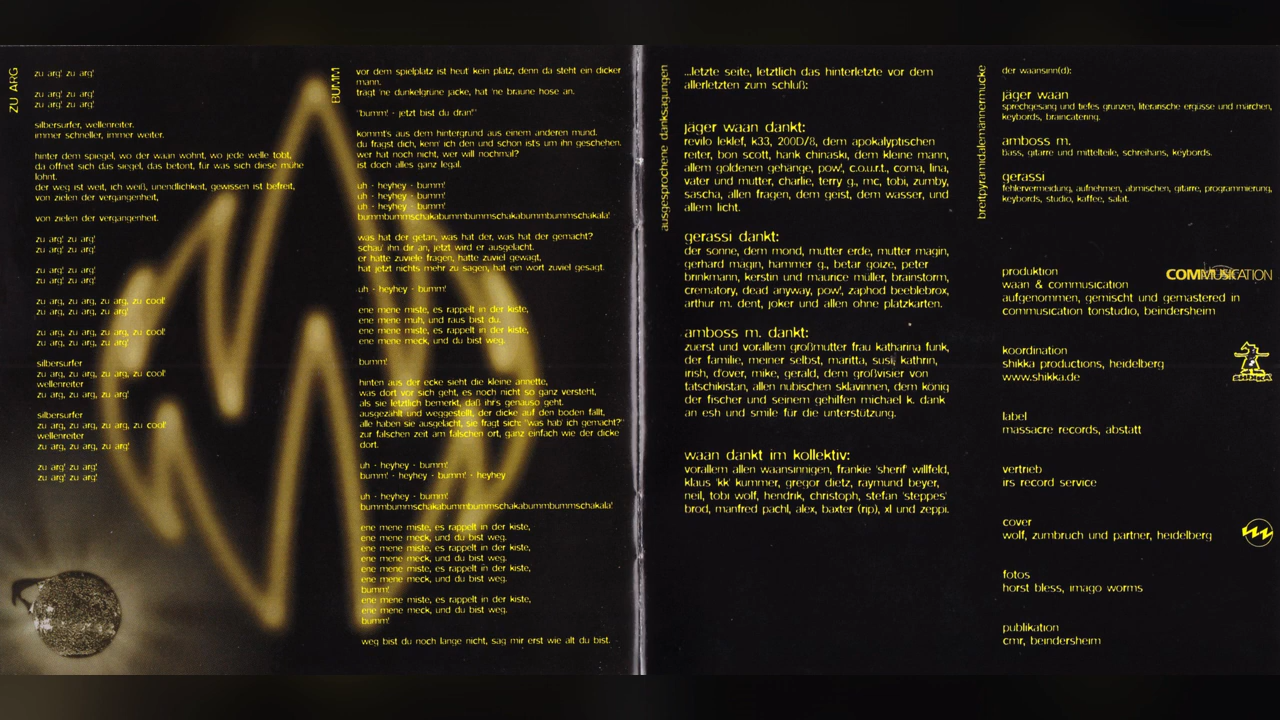 ZU ARG
zu arg! zu arg!
zu arg! zu arg!
zu arg! zu arg!
silbersurfer, wellenreiter.
immer schneller, immer weiter.
hinter dem spiegel, wo der waan wohnt, wo jede welle tobt,
da öffnet sich das siegel, das betont, für was sich diese mühe
lohnt.
der weg ist weit, ich weiß, unendlichkeit, gewissen ist befreit,
von zielen der vergangenheit,
von zielen der vergangenheit.
zu arg! zu arg!
zu arg! zu arg!
zu arg! zu arg!
zu arg! zu arg!
zu arg, zu arg, zu arg, zu cool!
zu arg, zu arg, zu arg!
zu arg, zu arg, zu arg, zu cool!
zu arg, zu arg, zu arg!
silbersurfer
zu arg, zu arg, zu arg, zu cool!
wellenreiter
zu arg, zu arg, zu arg!
silbersurfer
zu arg, zu arg, zu arg, zu cool!
wellenreiter
zu arg, zu arg, zu arg!
zu arg! zu arg!
zu arg! zu arg!
BUMM
vor dem spielplatz ist heut' kein platz, denn da steht ein dicker
mann.
trägt 'ne dunkelgrüne jacke, hat 'ne braune hose an.
"bumm! - jetzt bist du dran!"
kommt's aus dem hintergrund aus einem anderen mund.
du fragst dich, kenn' ich den und schon ist's um ihn geschehen.
wer hat noch nicht, wer will nochmal?
ist doch alles ganz legal.
uh - heyhey - bumm!
uh - heyhey - bumm!
uh - heyhey - bumm!
bummbummschakabummbummschakabummbummschakala!
was hat der getan, was hat der, was hat der gemacht?
schau' ihn dir an, jetzt wird er ausgelacht.
er hatte zuviele fragen, hatte zuviel gewagt,
hat jetzt nichts mehr zu sagen, hat ein wort zuviel gesagt.
uh - heyhey - bumm!
ene mene miste, es rappelt in der kiste,
ene mene muh, und raus bist du.
ene mene miste, es rappelt in der kiste,
ene mene meck, und du bist weg.
bumm!
hinten aus der ecke sieht die kleine annette,
was dort vor sich geht, es noch nicht so ganz versteht,
als sie letztlich bemerkt, daß ihr's genauso geht.
ausgezählt und weggestellt, der dicke auf den boden fällt,
alle haben sie ausgelacht, sie fragt sich: "was hab' ich gemacht?"
zur falschen zeit am falschen ort, ganz einfach wie der dicke
dort.
uh - heyhey - bumm!
bumm! - heyhey - bumm! - heyhey
uh - heyhey - bumm!
bummbummschakabummbummschakabummbummschakala!
ene mene miste, es rappelt in der kiste,
ene mene meck, und du bist weg.
ene mene miste, es rappelt in der kiste,
ene mene meck, und du bist weg.
ene mene miste, es rappelt in der kiste,
ene mene meck, und du bist weg.
bumm!
ene mene miste, es rappelt in der kiste,
ene mene meck, und du bist weg.
bumm!
weg bist du noch lange nicht, sag mir erst wie alt du bist.
ausgesprochene danksagungen
...letzte seite, letztlich das hinterletzte vor dem
allerletzten zum schluß):
jäger waan dankt:
revilo leklef, k33, 200D/8, dem apokalyptischen
reiter, bon scott, hank chinaski, dem kleine mann,
allem goldenen gehänge, pow!, c.o.u.r.t., coma, lina,
vater und mutter, charlie, terry g., mc, tobi, zumby,
sascha, allen fragen, dem geist, dem wasser, und
allem licht.
gerassi dankt:
der sonne, dem mond, mutter erde, mutter magin,
gerhard magin, hammer g., betar goize, peter
brinkmann, kerstin und maurice müller, brainstorm,
crematory, dead anyway, pow!, zaphod beeblebrox,
arthur m. dent, joker und allen ohne platzkarten.
amboss m. dankt:
zuerst und vorallem großmutter frau katharina funk,
der familie, meiner selbst, maritta, susi, kathrin,
irish, d'over, mike, gerald, dem großvisier von
tatschikistan, allen nubischen sklavinnen, dem könig
der fischer und seinem gehilfen michael k. dank
an esh und smile für die unterstützung.
waan dankt im kollektiv:
vorallem allen waansinnigen, frankie 'sherif' willfeld,
klaus 'kk' kummer, gregor dietz, raymund beyer,
neil, tobi wolf, hendrik, christoph, stefan 'steppes'
brod, manfred pachl, alex, baxter (rip), xl und zeppi.
breitpyramidalemännermucke
der waansinn(d):
jäger waan
sprechgesang und tiefes grunzen, literarische ergüsse und märchen,
keybords, braincatering.
amboss m.
bass, gitarre und mittelteile, schreihans, keybords.
gerassi
fehlervermeidung, aufnehmen, abmischen, gitarre, programmierung,
keybords, studio, kaffee, salat.
produktion
COMMUSICATION
waan & commusication
aufgenommen, gemischt und gemastered in
commusication tonstudio, beindersheim
koordination
shikka productions, heidelberg
www.shikka.de
SHIKKA
label
massacre records, abstatt
vertrieb
irs record service
cover
wolf, zumbruch und partner, heidelberg
fotos
horst bless, imago worms
publikation
cmr, beindersheim